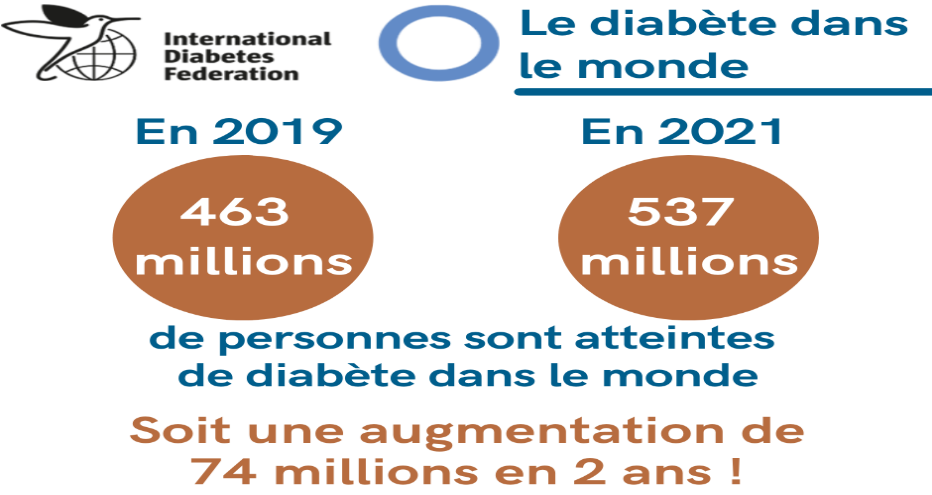 International
Diabetes
Federation
Le diabète dans
le monde
En 2019
463
millions
En 2021
537
millions
de personnes sont atteintes
de diabète dans le monde
Soit une augmentation de
74 millions en 2 ans !